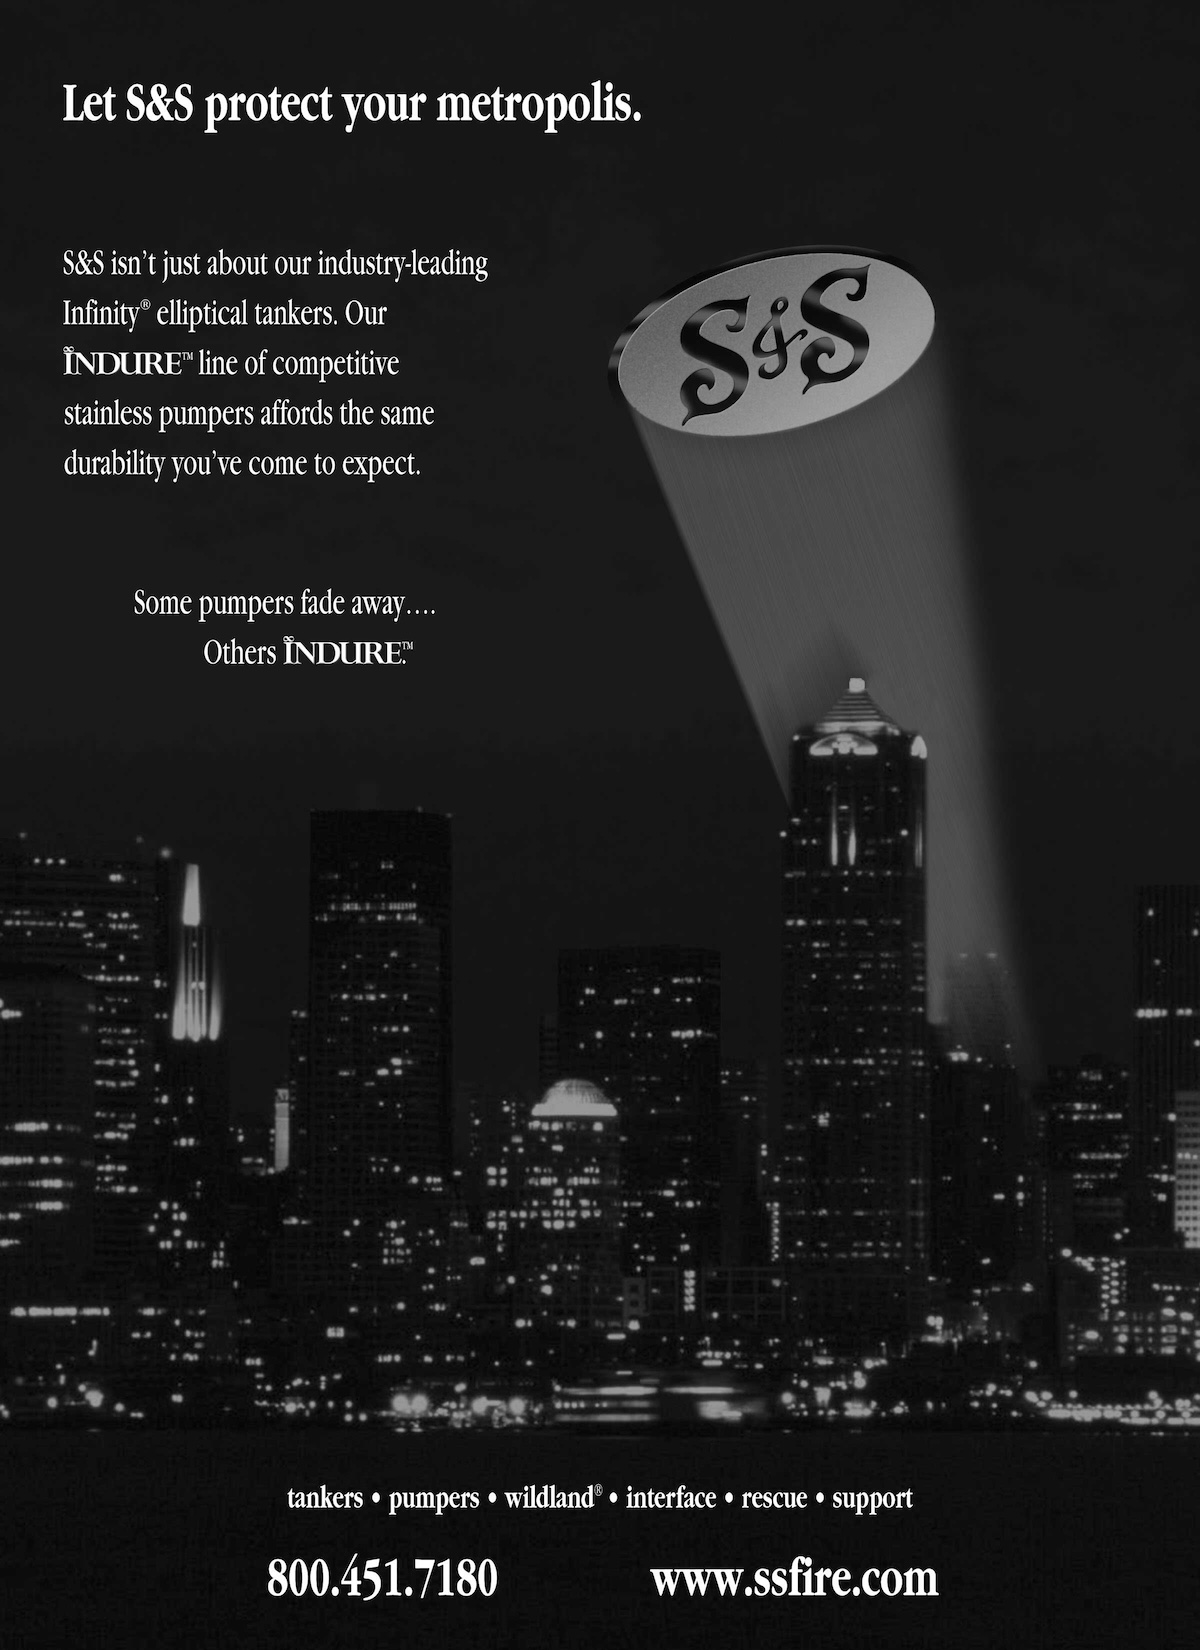 Let S&S protect your metropolis.
S&S isn’t just about our industry-leading
Infinity® elliptical tankers. Our
INDURE™ line of competitive
stainless pumpers affords the same
durability you’ve come to expect.
S&S
Some pumpers fade away….
Others INDURE.™
tankers • pumpers • wildland® • interface • rescue • support
800.451.7180 www.ssfire.com